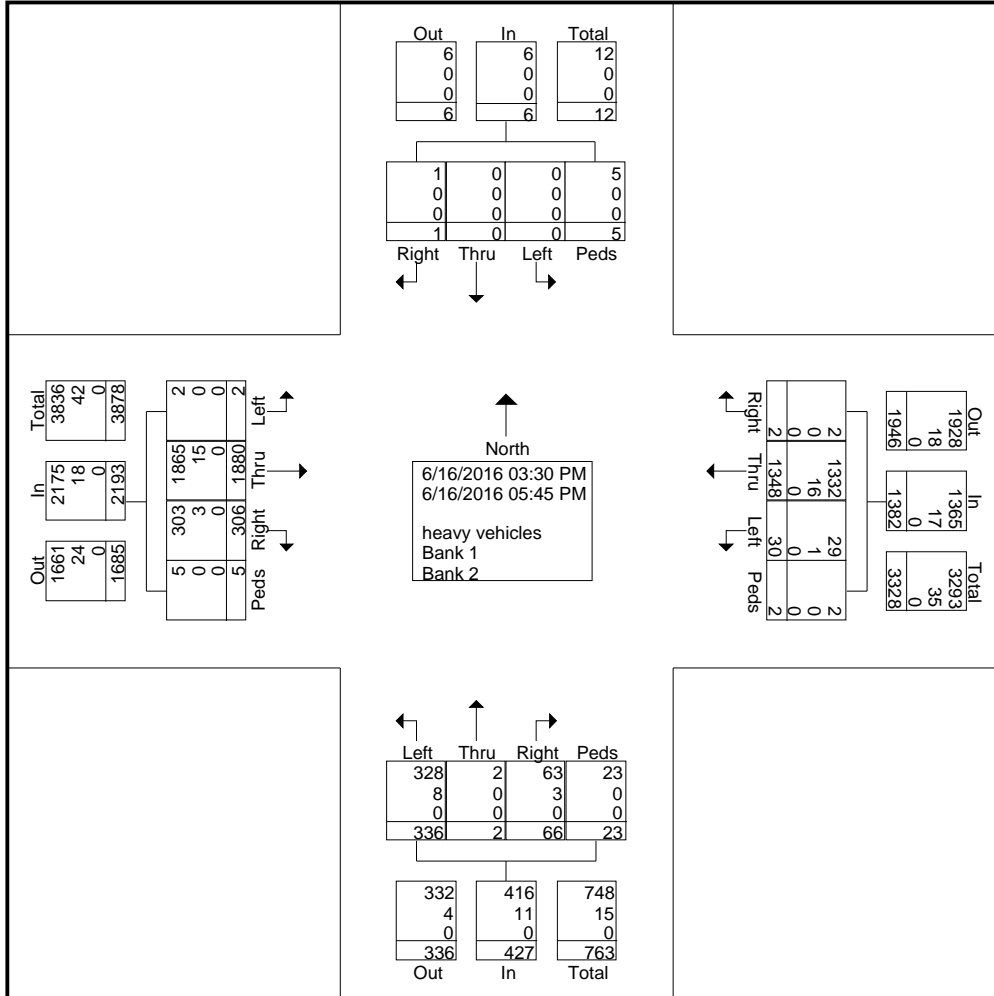 Out In Total
6 6 12
0 0 0
0 0 0
6 6 12
1 0 0 5
0 0 0 0
0 0 0 0
1 0 0 5
Right Thru Left Peds
Total
3836
42
0
3878
In
2175
18
0
2193
Out
1661
24
0
1685
2
0
0
2
Left
1865
15
0
1880
Thru
303
3
0
306
Right
5
0
0
5
Peds
North
6/16/2016 03:30 PM
6/16/2016 05:45 PM
heavy vehicles
Bank 1
Bank 2
Right
2
0
0
2
Thru
1332
16
0
1348
Left
29
1
0
30
Peds
2
0
0
2
Out
1928
18
0
1946
In
1365
17
0
1382
Total
3293
35
0
3328
Left Thru Right Peds
328 2 63 23
8 0 3 0
0 0 0 0
336 2 66 23
332 416 748
4 11 15
0 0 0
336 427 763
Out In Total